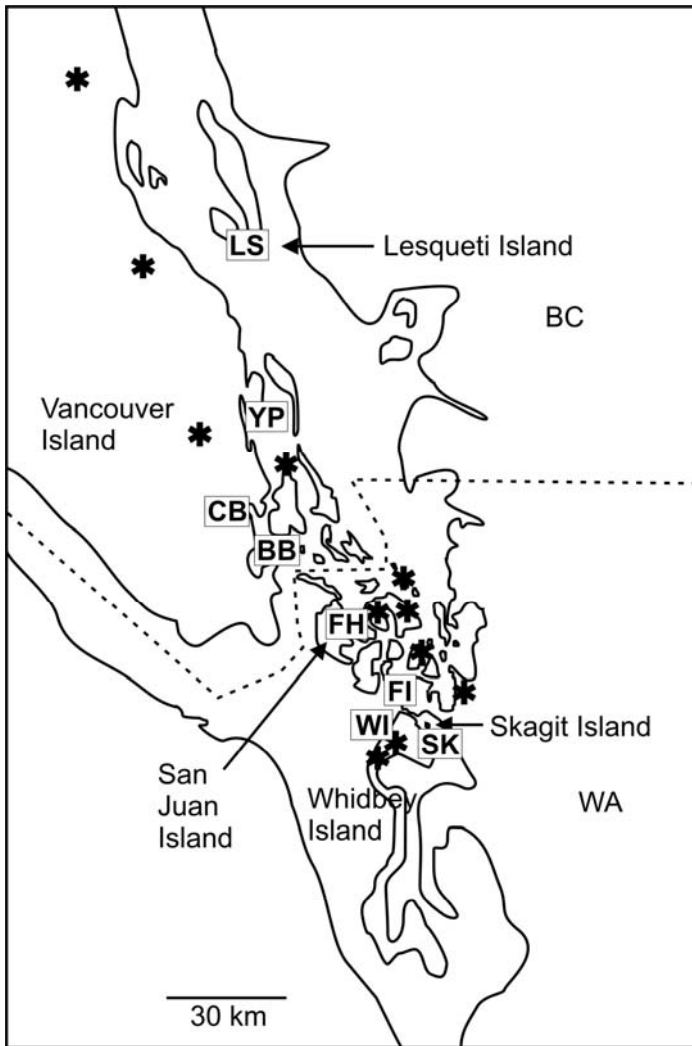 LS
Lesqueti Island
BC
Vancouver
Island
YP
CB
BB
FH
FI
WI
SK
Skagit Island
San
Juan
Island
Whidbey
Island
WA
30 km